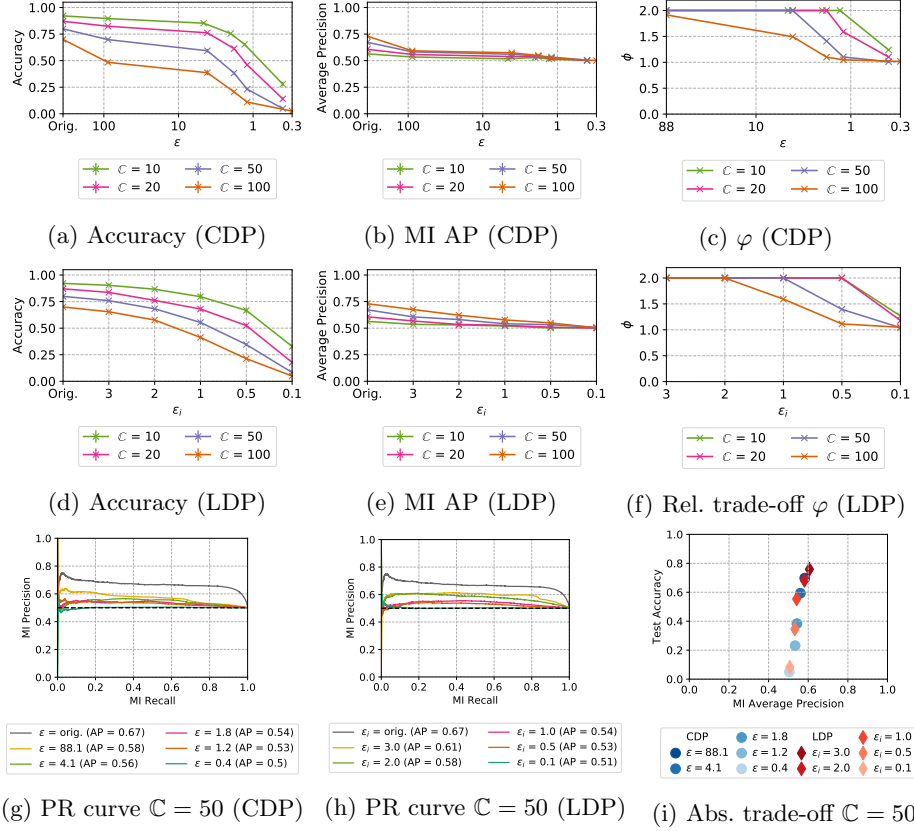 1.00
0.75
0.50
0.25
0.00
Accuracy
Orig. 100 10 1 0.3
ε
ℂ = 10 ℂ = 50
ℂ = 20 ℂ = 100
(a) Accuracy (CDP)
1.00
0.75
0.50
0.25
0.00
Average Precision
Orig. 100 10 1 0.3
ε
ℂ = 10 ℂ = 50
ℂ = 20 ℂ = 100
(b) MI AP (CDP)
2.0
1.5
1.0
0.5
0.0
ϕ
88 10 1 0.3
ε
ℂ = 10 ℂ = 50
ℂ = 20 ℂ = 100
(c) φ (CDP)
1.00
0.75
0.50
0.25
0.00
Accuracy
Orig. 3 2 1 0.5 0.1
εi
ℂ = 10 ℂ = 50
ℂ = 20 ℂ = 100
(d) Accuracy (LDP)
1.00
0.75
0.50
0.25
0.00
Average Precision
Orig. 3 2 1 0.5 0.1
εi
ℂ = 10 ℂ = 50
ℂ = 20 ℂ = 100
(e) MI AP (LDP)
2.0
1.5
1.0
0.5
0.0
ϕ
3 2 1 0.5 0.1
εi
ℂ = 10 ℂ = 50
ℂ = 20 ℂ = 100
(f) Rel. trade-off φ (LDP)
1.0
0.8
0.6
0.4
0.2
0.0
MI Precision
0.0 0.2 0.4 0.6 0.8 1.0
MI Recall
ε = orig. (AP = 0.67) ε = 1.8 (AP = 0.54)
ε = 88.1 (AP = 0.58) ε = 1.2 (AP = 0.53)
ε = 4.1 (AP = 0.56) ε = 0.4 (AP = 0.5)
(g) PR curve ℂ = 50 (CDP)
1.0
0.8
0.6
0.4
0.2
0.0
MI Precision
0.0 0.2 0.4 0.6 0.8 1.0
MI Recall
εi = orig. (AP = 0.67) εi = 1.0 (AP = 0.54)
εi = 3.0 (AP = 0.61) εi = 0.5 (AP = 0.53)
εi = 2.0 (AP = 0.58) εi = 0.1 (AP = 0.51)
(h) PR curve ℂ = 50 (LDP)
1.0
0.8
0.6
0.4
0.2
0.0
Test Accuracy
0.0 0.2 0.4 0.6 0.8 1.0
MI Average Precision
CDP ε = 1.8 LDP εi = 1.0
ε = 88.1 ε = 1.2 εi = 3.0 εi = 0.5
ε = 4.1 ε = 0.4 εi = 2.0 εi = 0.1
(i) Abs. trade-off ℂ = 50